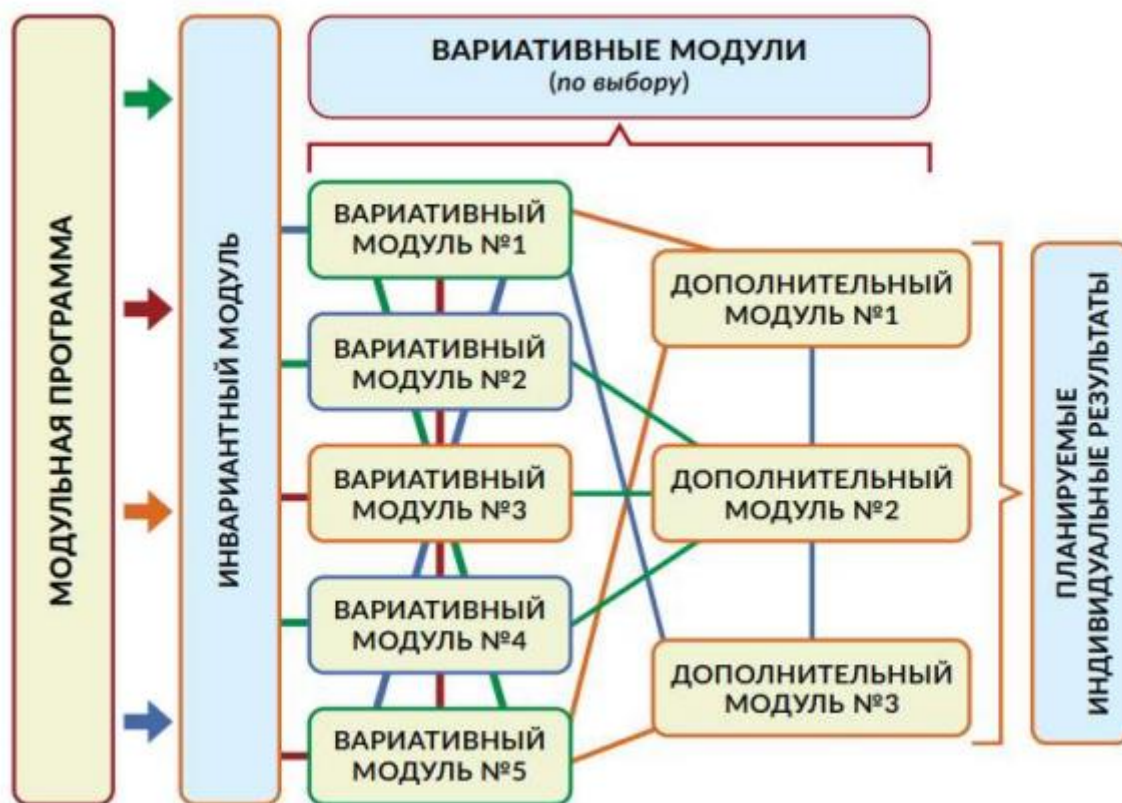 МОДУЛЬНАЯ ПРОГРАММА
ИНВАРИАНТНЫЙ МОДУЛЬ
ВАРИАТИВНЫЕ МОДУЛИ
(по выбору)
ВАРИАТИВНЫЙ
МОДУЛЬ №1
ВАРИАТИВНЫЙ
МОДУЛЬ №2
ВАРИАТИВНЫЙ
МОДУЛЬ №3
ВАРИАТИВНЫЙ
МОДУЛЬ №4
ВАРИАТИВНЫЙ
МОДУЛЬ №5
ДОПОЛНИТЕЛЬНЫЙ
МОДУЛЬ №1
ДОПОЛНИТЕЛЬНЫЙ
МОДУЛЬ №2
ДОПОЛНИТЕЛЬНЫЙ
МОДУЛЬ №3
ПЛАНИРУЕМЫЕ
ИНДИВИДУАЛЬНЫЕ РЕЗУЛЬТАТЫ